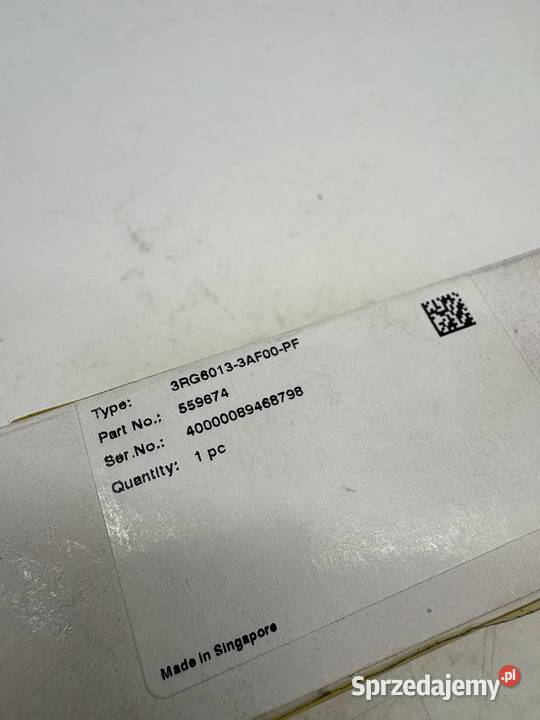 Type: 3RG6013-3AF00-PF
Part No.: 559674
Ser.No.: 40000089468798
Quantity: 1 pc
Made in Singapore
Sprzedajemy.pl